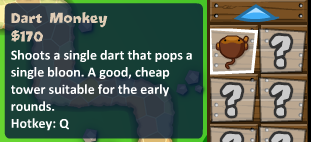 Dart Monkey
$170
Shoots a single dart that pops a
single bloon. A good, cheap
tower suitable for the early
rounds.
Hotkey: Q
? 
? ?
? ?